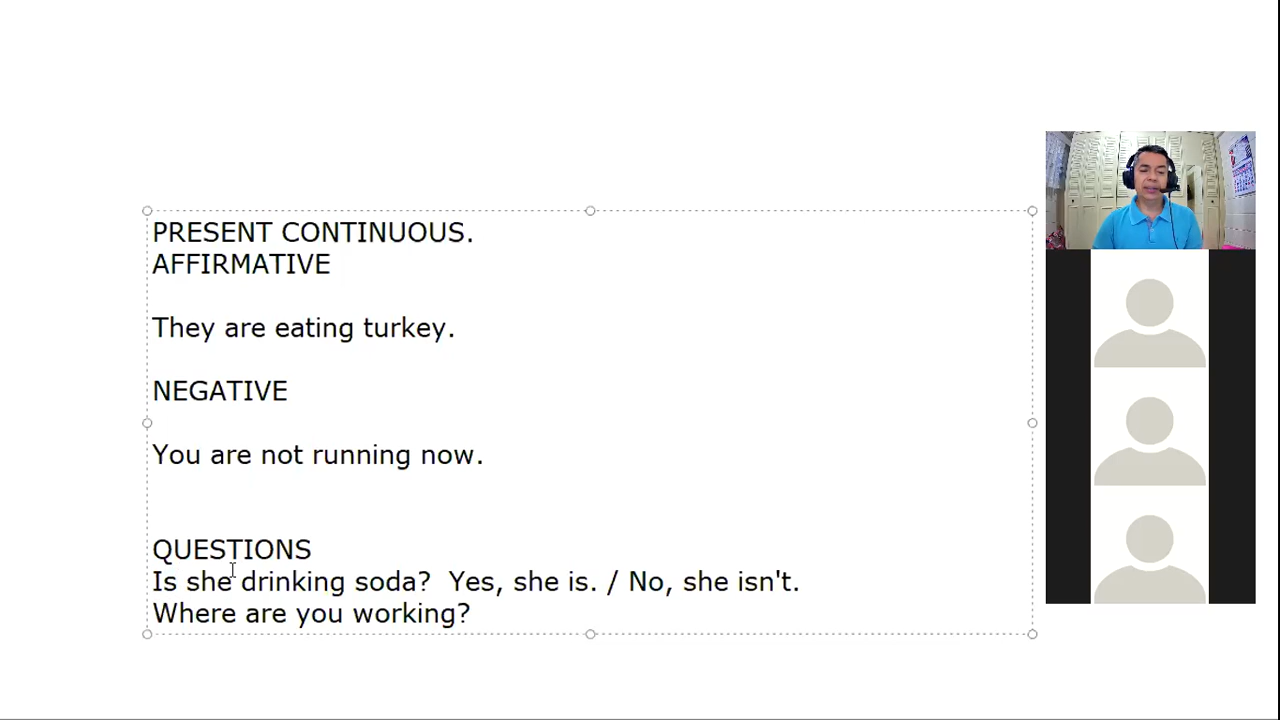 PRESENT CONTINUOUS.
AFFIRMATIVE
They are eating turkey.
NEGATIVE
You are not running now.
QUESTIONS
Is she drinking soda?  Yes, she is. / No, she isn't.
Where are you working?